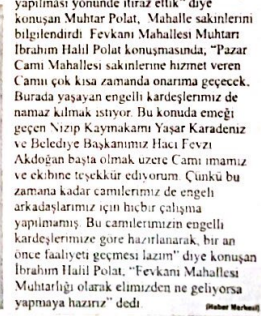 yapılması yönünde itiraz ettik" diye
konuşan Muhtar Polat, Mahalle sakinlerini
bilgilendirdi Fevkani Mahallesi Muhtarı
İbrahim Halil Polat konuşmasında, "Pazar
Cami Mahallesi sakinlerine hizmet veren
Camii çok kısa zamanda onarıma geçecek.
Burada yaşayan engelli kardeşlerimiz de
namaz kılmak istiyor. Bu konuda emeği
geçen Nizip Kaymakamı Yaşar Karadeniz
ve Belediye Başkanımız Hacı Fevzi
Akdoğan başta olmak üzere Cami imamız
ve ekibine teşekkür ediyorum. Çünkü bu
zamana kadar camilerimiz de engeli
arkadaşlarımız için hiçbir çalışma
yapılmamış. Bu camilerimizin engelli
kardeşlerimize göre hazırlanarak, bir an
önce faaliyeti geçmesi lazım" diye konuşan
İbrahim Halil Polat, "Fevkani Mahallesi
Muhtarlığı olarak elimizden ne geliyorsa
yapmaya hazırız" dedi.
(Haber Merkezi)